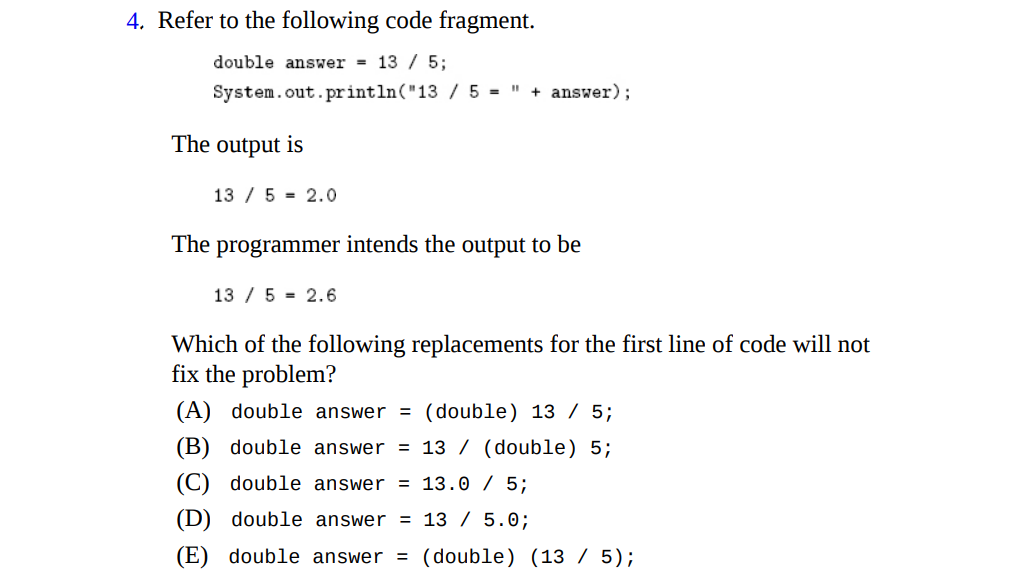 4. Refer to the following code fragment.
double answer = 13 / 5;
System.out.println("13 / 5 = " + answer);
The output is
13 / 5 = 2.0
The programmer intends the output to be
13 / 5 = 2.6
Which of the following replacements for the first line of code will not
fix the problem?
(A) double answer = (double) 13 / 5;
(B) double answer = 13 / (double) 5;
(C) double answer = 13.0 / 5;
(D) double answer = 13 / 5.0;
(E) double answer = (double) (13 / 5);